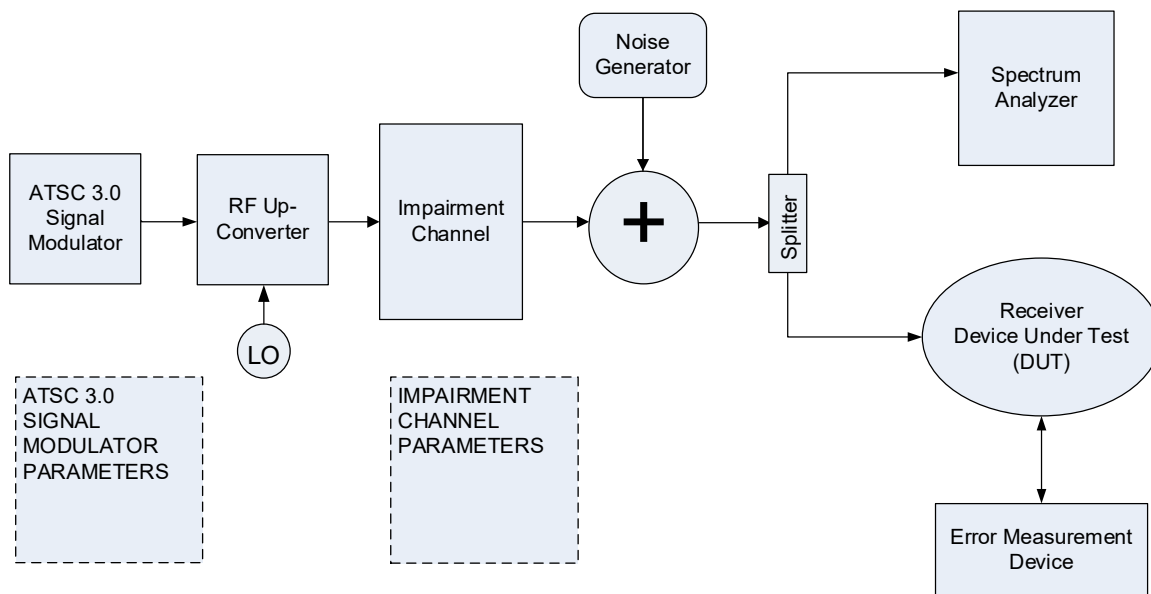 Noise
Generator
Spectrum
Analyzer
ATSC 3.0
Signal
Modulator
RF Up-
Converter
Impairment
Channel
+
Splitter
LO
Receiver
Device Under Test
(DUT)
ATSC 3.0
SIGNAL
MODULATOR
PARAMETERS
IMPAIRMENT
CHANNEL
PARAMETERS
Error Measurement
Device